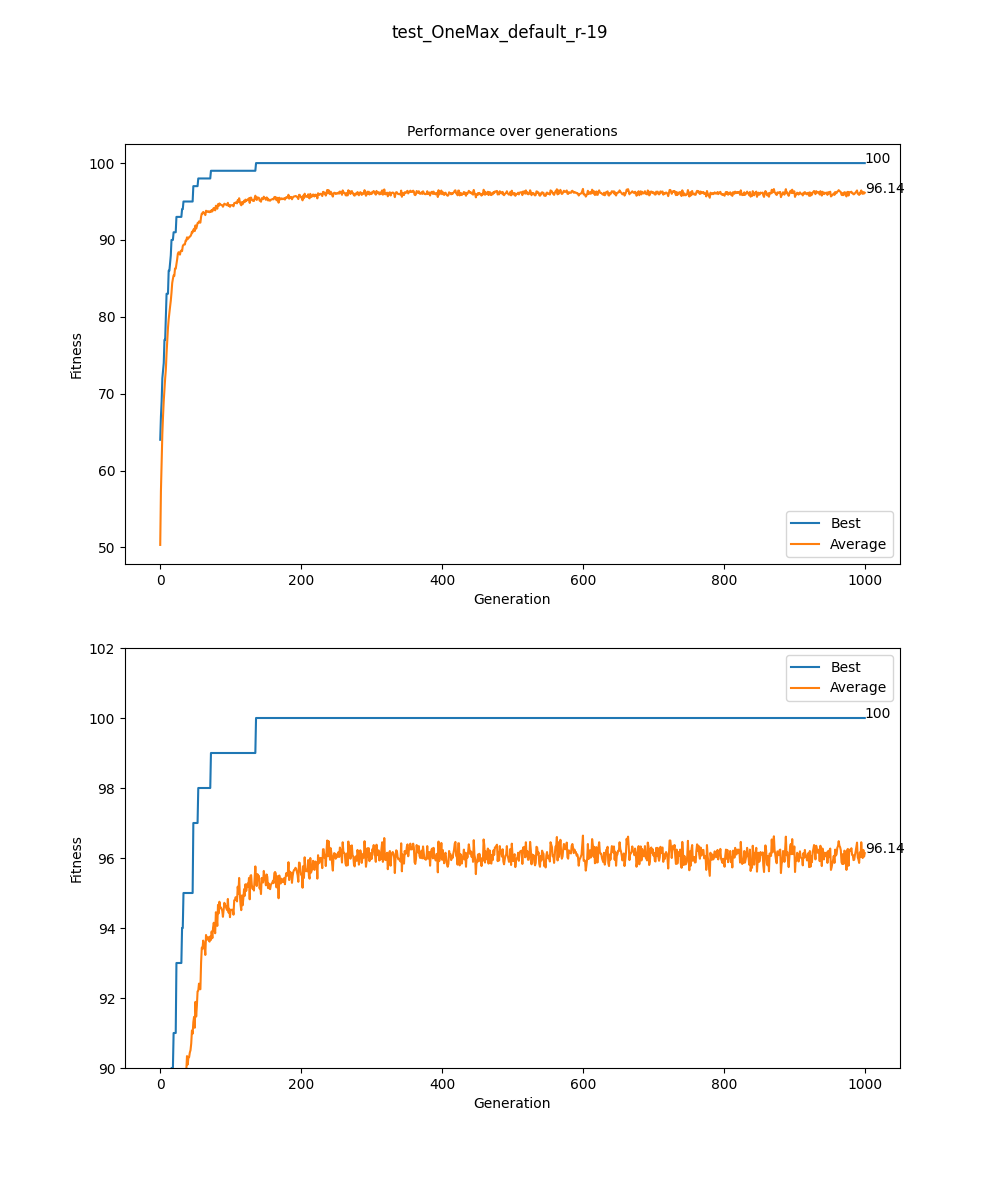 test_OneMax_default_r-19
Performance over generations
100
96.14
100
90
80
70
60
50
Fitness
Best
Average
0 200 400 600 800 1000
Generation
102
100
98
96
94
92
90
Fitness
Best
Average
100
96.14
0 200 400 600 800 1000
Generation